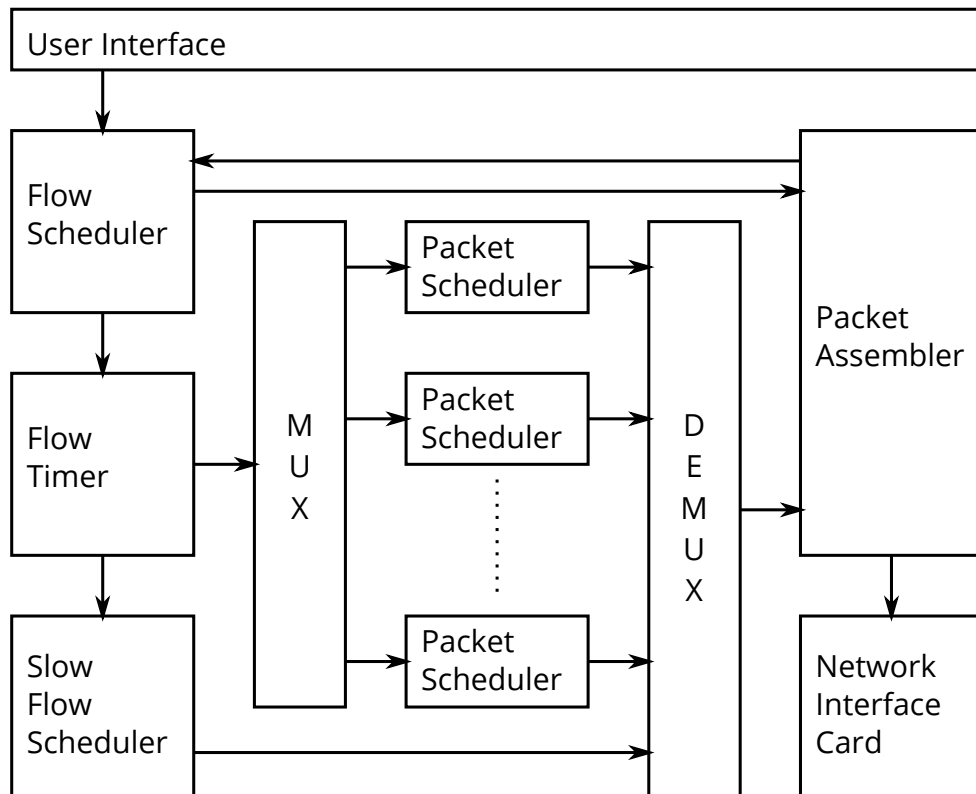 User Interface
Flow
Scheduler
Packet
Scheduler
Packet
Assembler
Flow
Timer
M
U
X
Packet
Scheduler
D
E
M
U
X
Slow
Flow
Scheduler
Packet
Scheduler
Network
Interface
Card